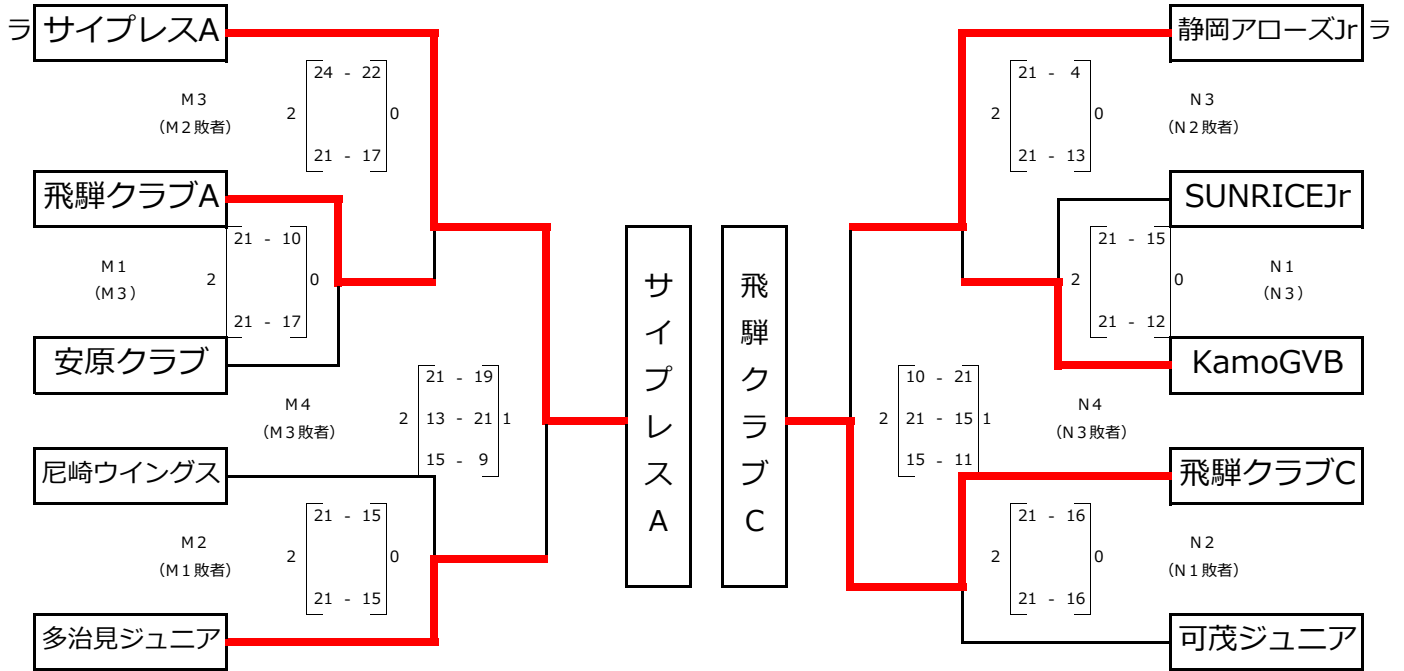 ラ サイプレスA
24 - 22
M3
2 0
(M2敗者)
21 - 17
飛騨クラブA
21 - 10
M1
2 0
(M3)
21 - 17
安原クラブ
21 - 19
M4
2 13 - 21 1
(M3敗者)
15 - 9
尼崎ウイングス
21 - 15
M2
2 0
(M1敗者)
21 - 15
多治見ジュニア
サイプレスA
飛騨クラブC
静岡アローズJr ラ
21 - 4
N3
2 0
(N2敗者)
21 - 13
SUNRICEJr
21 - 15
N1
2 0
(N3)
21 - 12
KamoGVB
10 - 21
N4
2 21 - 15 1
(N3敗者)
15 - 11
飛騨クラブC
21 - 16
N2
2 0
(N1敗者)
21 - 16
可茂ジュニア